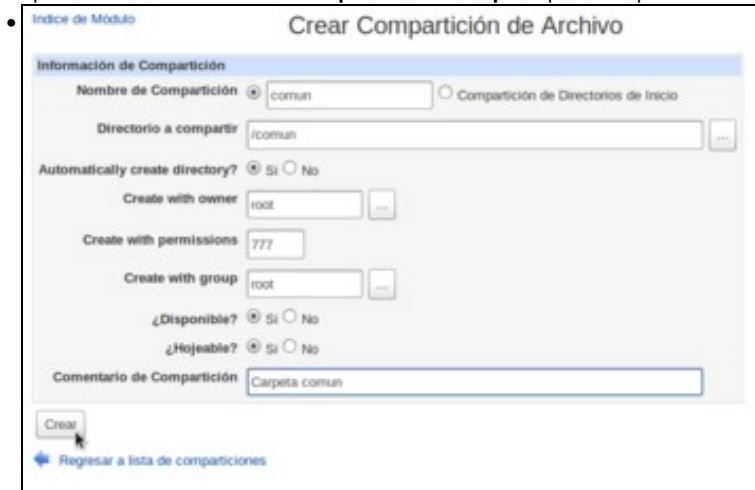 Indice de Módulo
Crear Compartición de Archivo
Información de Compartición
Nombre de Compartición comun Compartición de Directorios de Inicio
Directorio a compartir /comun ...
Automatically create directory? Si No
Create with owner root ...
Create with permissions 777
Create with group root ...
¿Disponible? Si No
¿Hojeable? Si No
Comentario de Compartición Carpeta comun
Crear
Regresar a lista de comparticiones